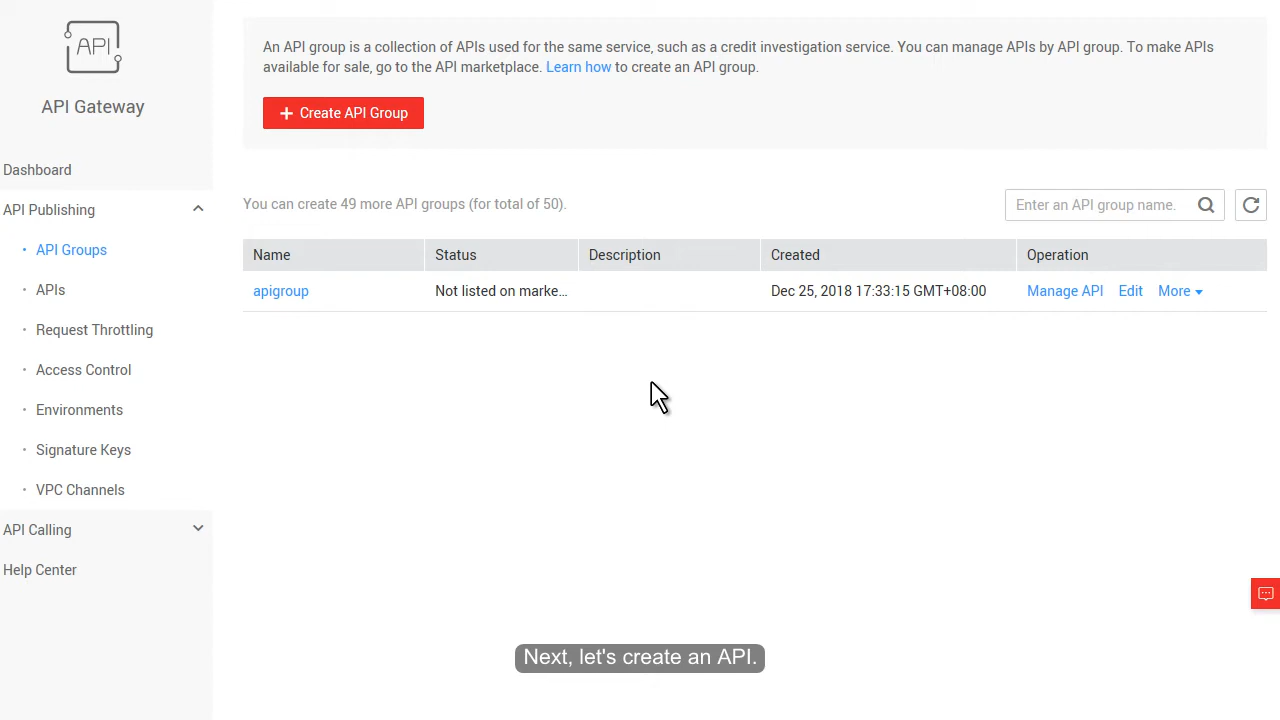 API
API Gateway
Dashboard
API Publishing
API Groups
APIs
Request Throttling
Access Control
Environments
Signature Keys
VPC Channels
API Calling
Help Center
An API group is a collection of APIs used for the same service, such as a credit investigation service. You can manage APIs by API group. To make APIs
available for sale, go to the API marketplace. Learn how to create an API group.
Create API Group
You can create 49 more API groups (for total of 50).
Enter an API group name.
Name Status Description Created Operation
apigroup Not listed on marke... Dec 25, 2018 17:33:15 GMT+08:00 Manage API Edit More
Next, let's create an API.